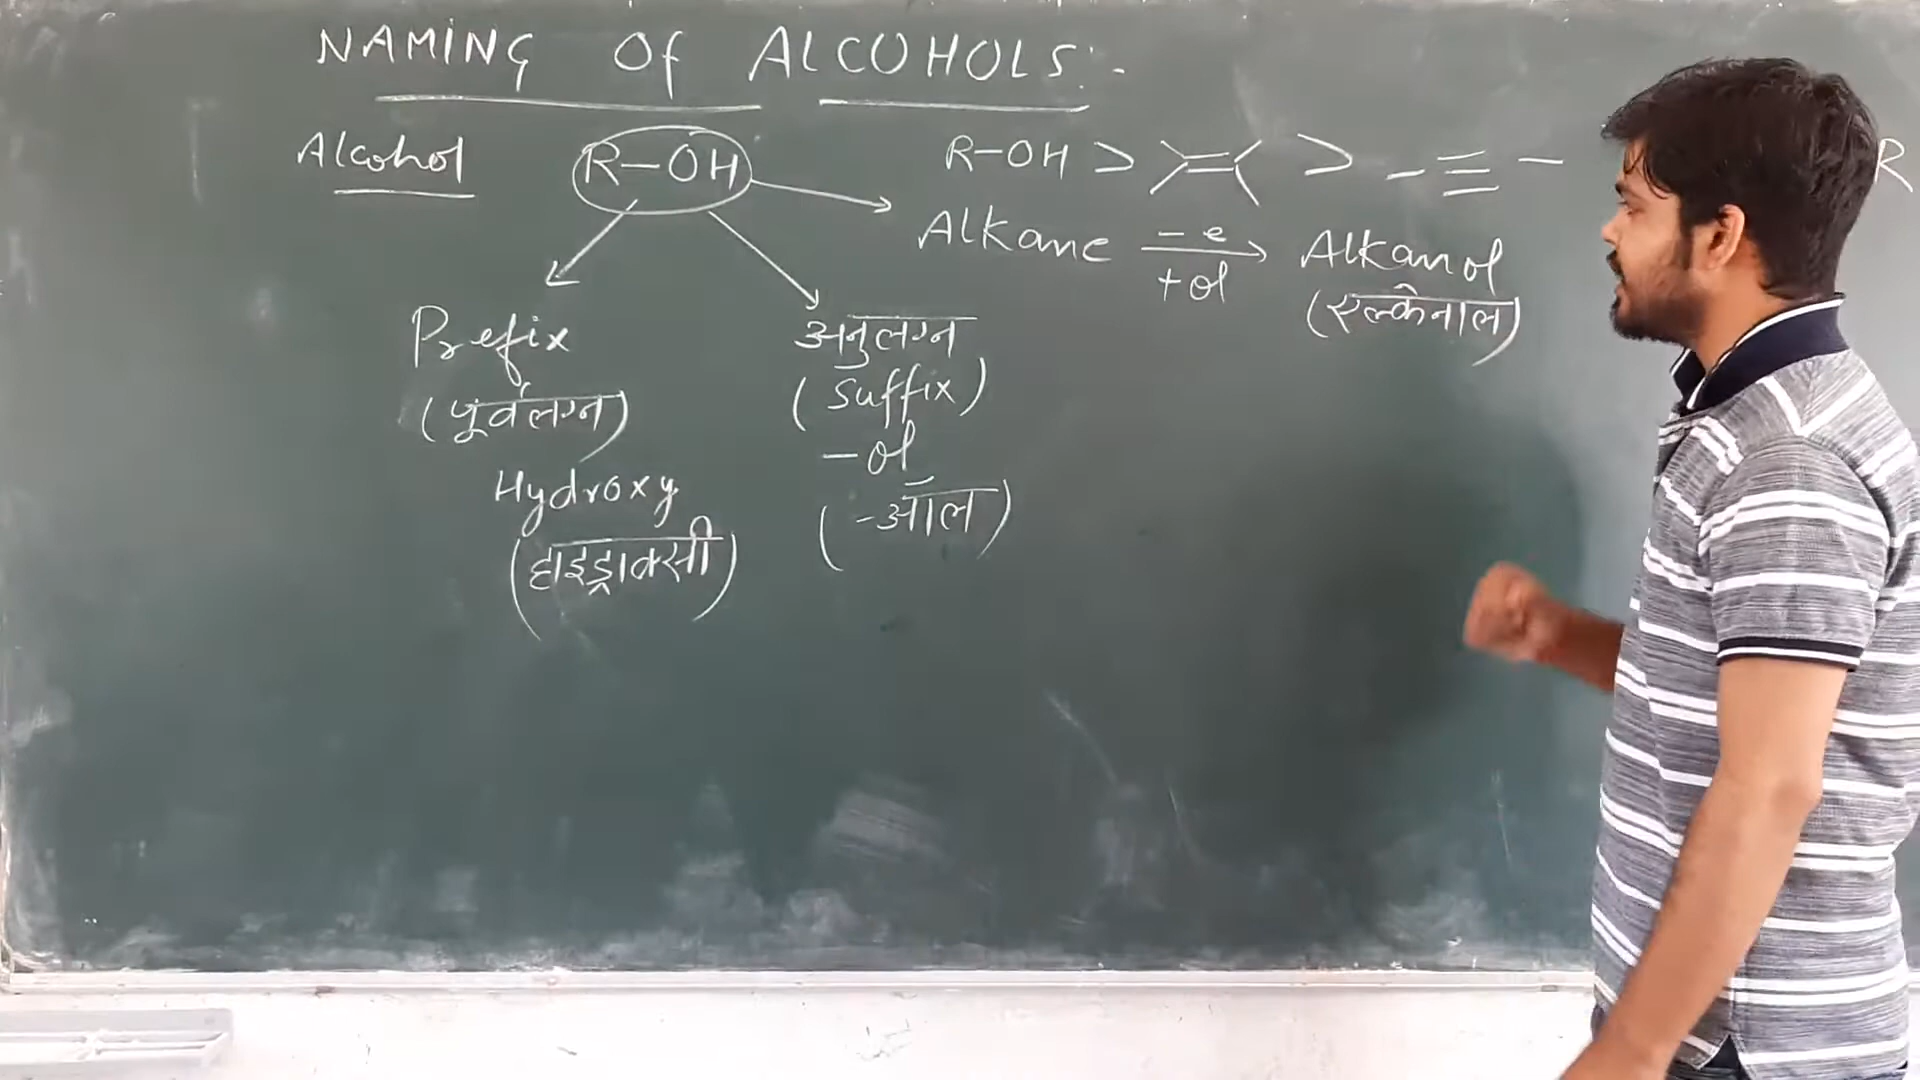 NAMING Of ALCOHOLS:-
Alcohol
R-OH
R-OH > = > -≡- R
Alkane -e → +ol Alkanol
(एल्केनाल)
Prefix
(पूर्वलग्न)
Hydroxy
(हाइड्राक्सी)
अनुलग्न
(Suffix)
-ol
(-ऑल)